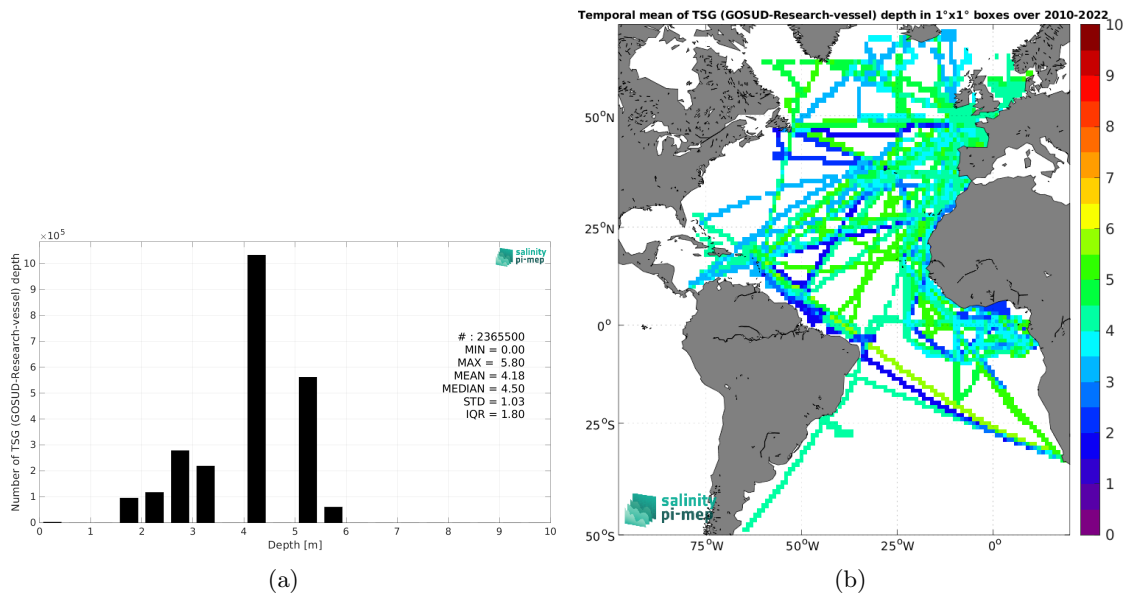 Temporal mean of TSG (GOSUD-Research-vessel) depth in 1°x1° boxes over 2010-2022
×10⁵
10
9
8
7
6
5
4
3
2
1
0
Number of TSG (GOSUD-Research-vessel) depth
salinity
pi-mep
# : 2365500
MIN = 0.00
MAX = 5.80
MEAN = 4.18
MEDIAN = 4.50
STD = 1.03
IQR = 1.80
1 2 3 4 5 6 7 8 9 10
Depth [m]
(a)
50°N
25°N
0°
25°S
50°S
75°W 50°W 25°W 0°
salinity
pi-mep
10
9
8
7
6
5
4
3
2
1
0
(b)